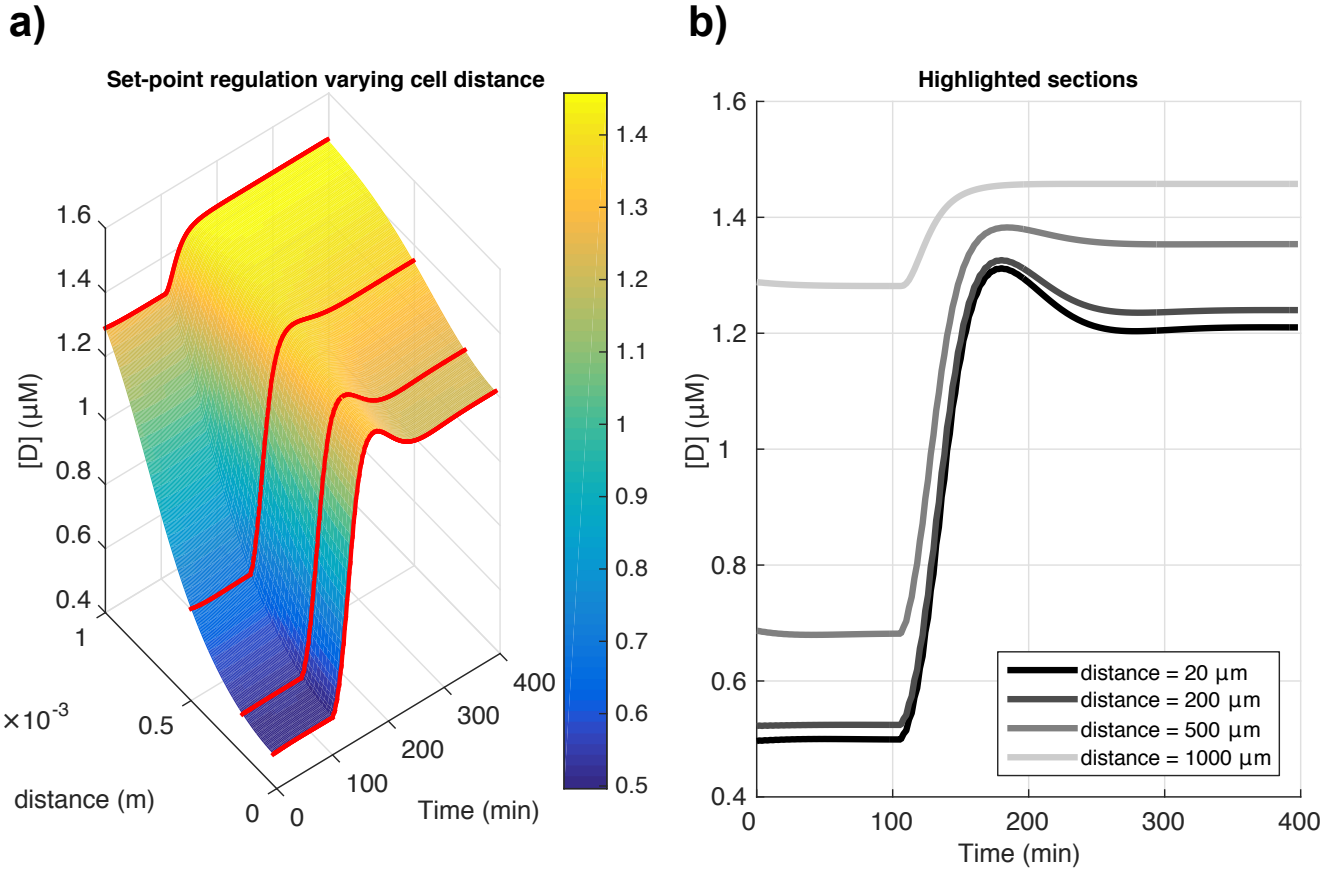 a)
Set-point regulation varying cell distance
1.6
1.4
1.2
1
0.8
0.6
0.4
[D] (µM)
1
0.5
0
×10-3
distance (m)
0
100
200
300
400
Time (min)
1.4
1.3
1.2
1.1
1
0.9
0.8
0.7
0.6
0.5
b)
Highlighted sections
1.6
1.4
1.2
1
0.8
0.6
0.4
[D] (µM)
distance = 20 µm
distance = 200 µm
distance = 500 µm
distance = 1000 µm
0 100 200 300 400
Time (min)